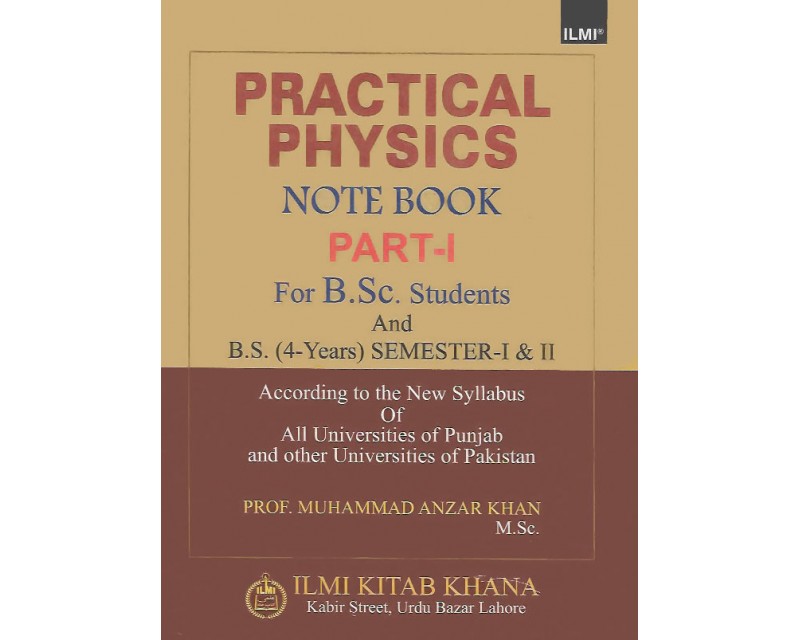 ILMI®
PRACTICAL
PHYSICS
NOTE BOOK
PART-I
For B.Sc. Students
And
B.S. (4-Years) SEMESTER-I & II
According to the New Syllabus
Of
All Universities of Punjab
and other Universities of Pakistan
PROF. MUHAMMAD ANZAR KHAN
M.Sc.
ILMI
ILMI KITAB KHANA
Kabir Street, Urdu Bazar Lahore